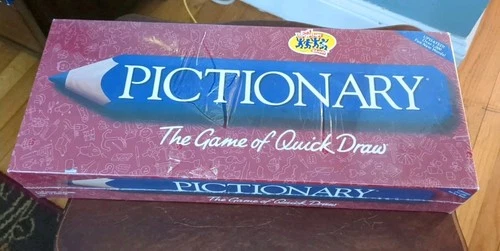 PICTIONARY
The Game of Quick Draw
PICTIONARY
The Game of Quick Draw